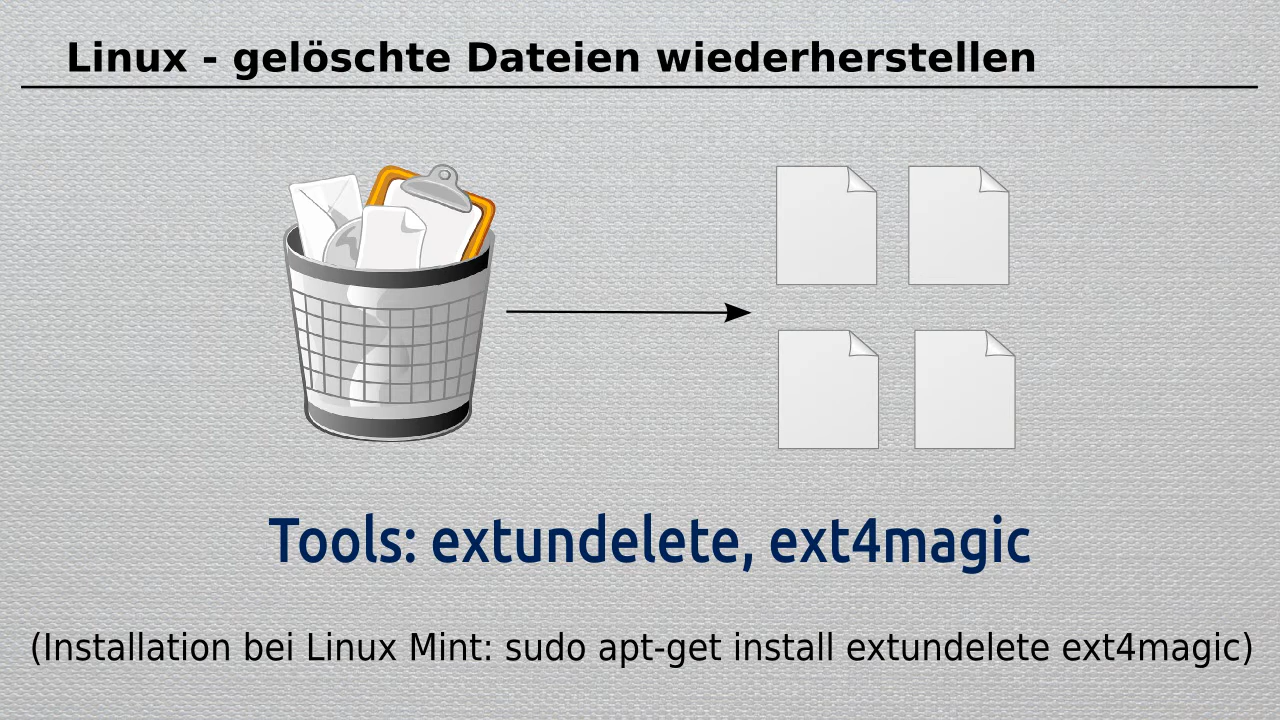 Linux - gelöschte Dateien wiederherstellen
Tools: extundelete, ext4magic
(Installation bei Linux Mint: sudo apt-get install extundelete ext4magic)